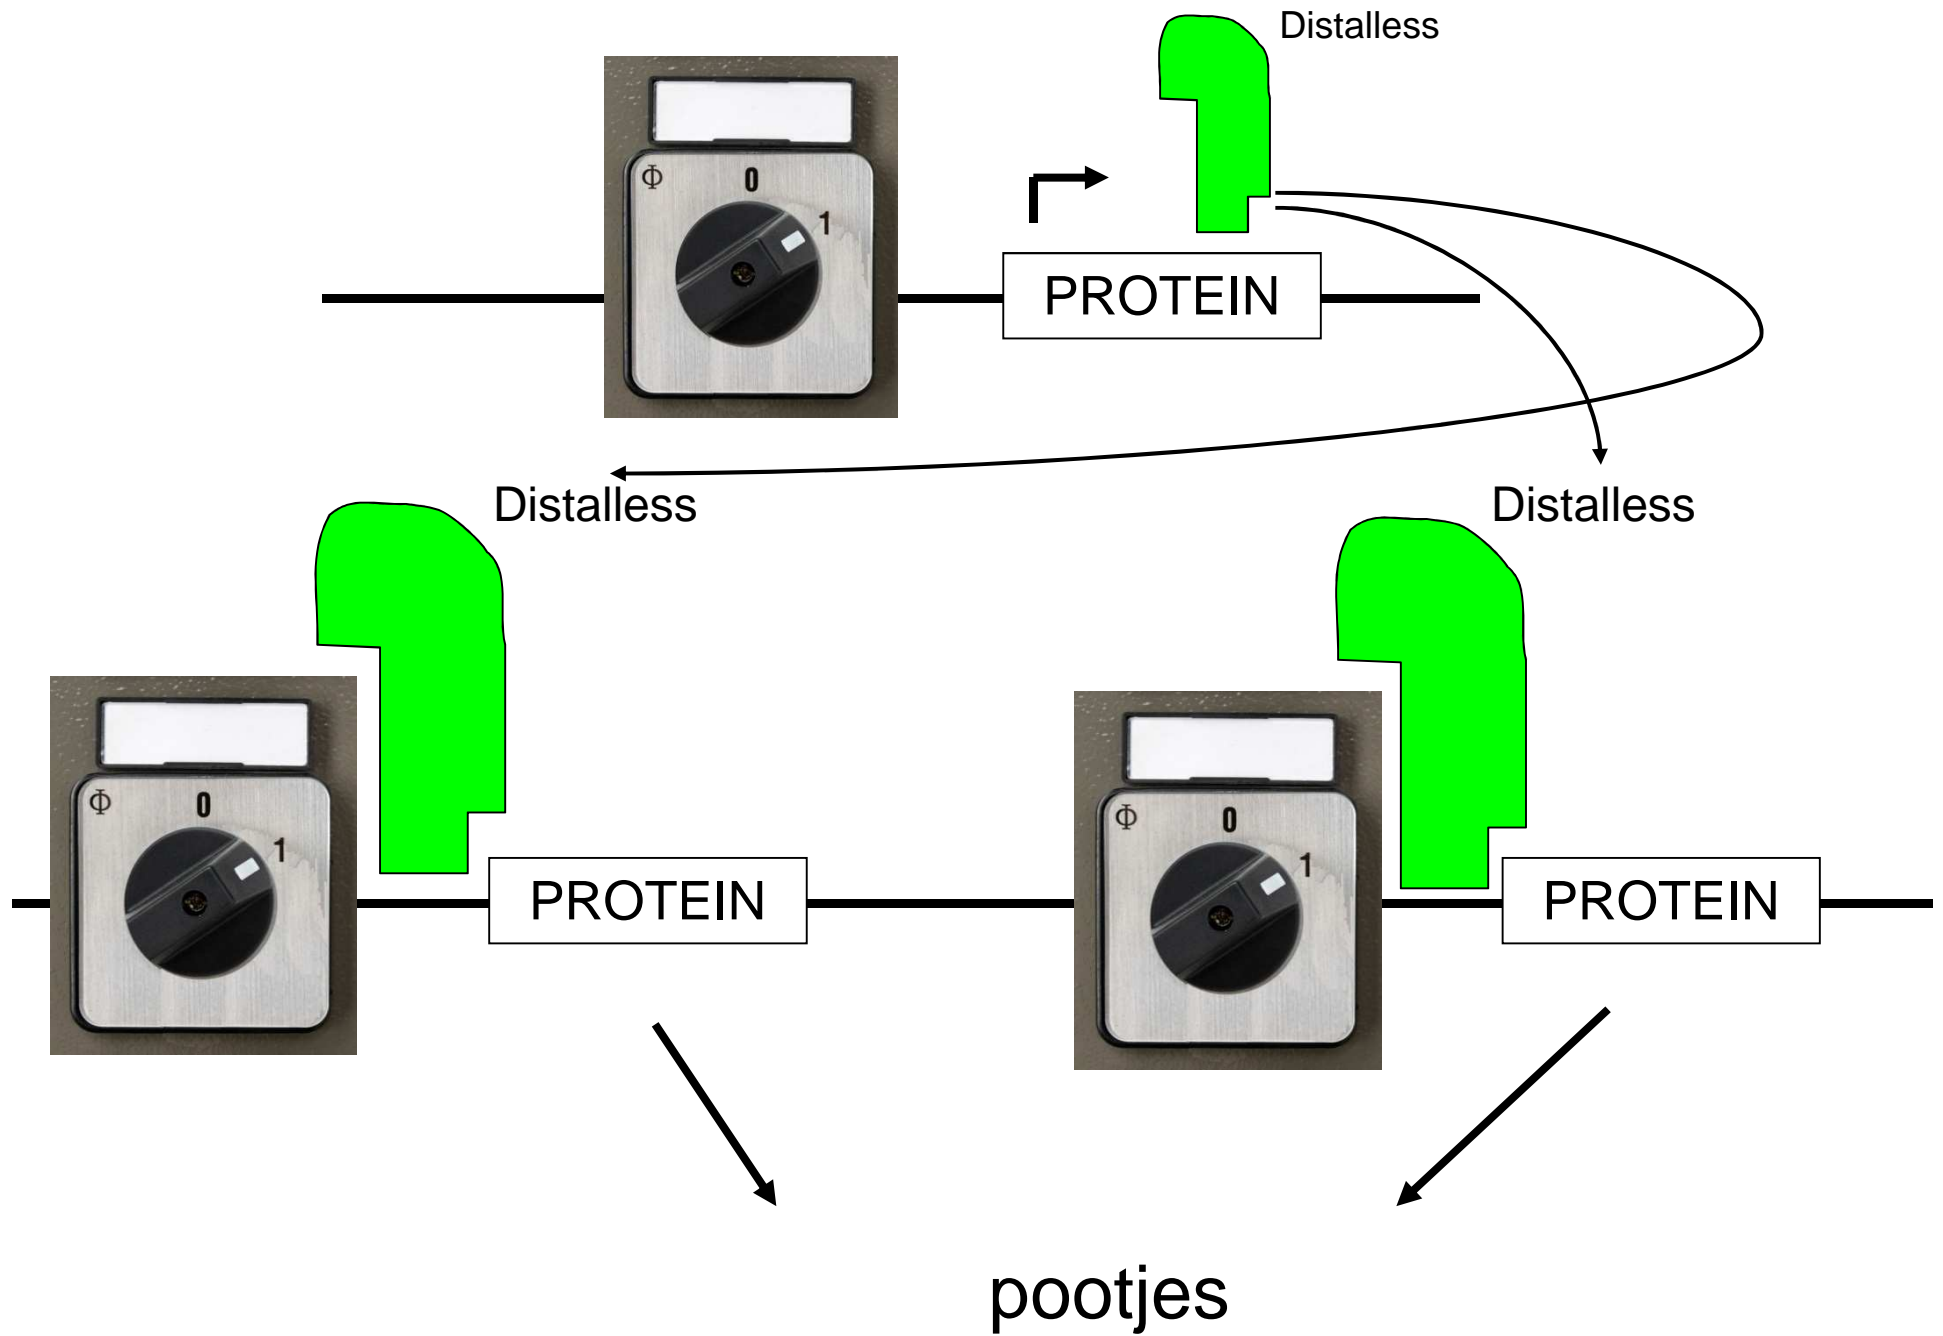 Distalless
Φ 0
1
PROTEIN
Distalless
Distalless
Φ 0
1
PROTEIN
Φ 0
1
PROTEIN
pootjes